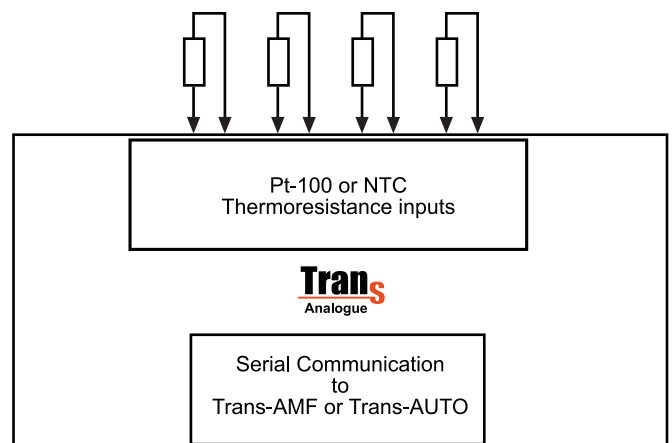 Pt-100 or NTC
Thermoresistance inputs
Trans
Analogue
Serial Communication
to
Trans-AMF or Trans-AUTO